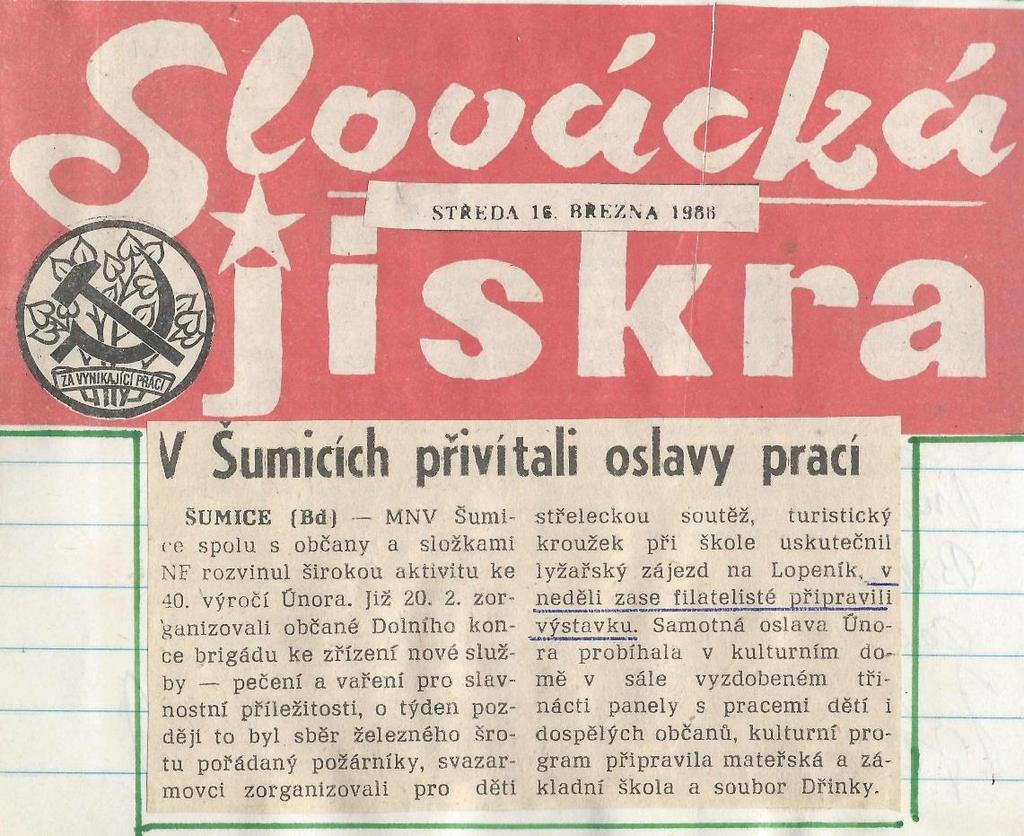 Slovácká
jiskra
STŘEDA 16. BŘEZNA 1988
ZA VYNIKAJÍCÍ PRÁCI
V Šumicích přivítali oslavy prací
ŠUMICE (Bd) — MNV Šumi-
ce spolu s občany a složkami
NF rozvinul širokou aktivitu ke
40. výročí Února. Již 20. 2. zor-
ganizovali občané Dolního kon-
ce brigádu ke zřízení nové služ-
by — pečení a vaření pro slav-
nostní příležitosti, o týden poz-
ději to byl sběr železného šro-
tu pořádaný požárníky, svazar-
movci zorganizovali pro děti
střeleckou soutěž, turistický
kroužek při škole uskutečnil
lyžařský zájezd na Lopeník, v
neděli zase filatelisté připravili
výstavku. Samotná oslava Úno-
ra probíhala v kulturním do-
mě v sále vyzdobeném tři-
nácti panely s pracemi dětí i
dospělých občanů, kulturní pro-
gram připravila mateřská a zá-
kladní škola a soubor Dřinky.